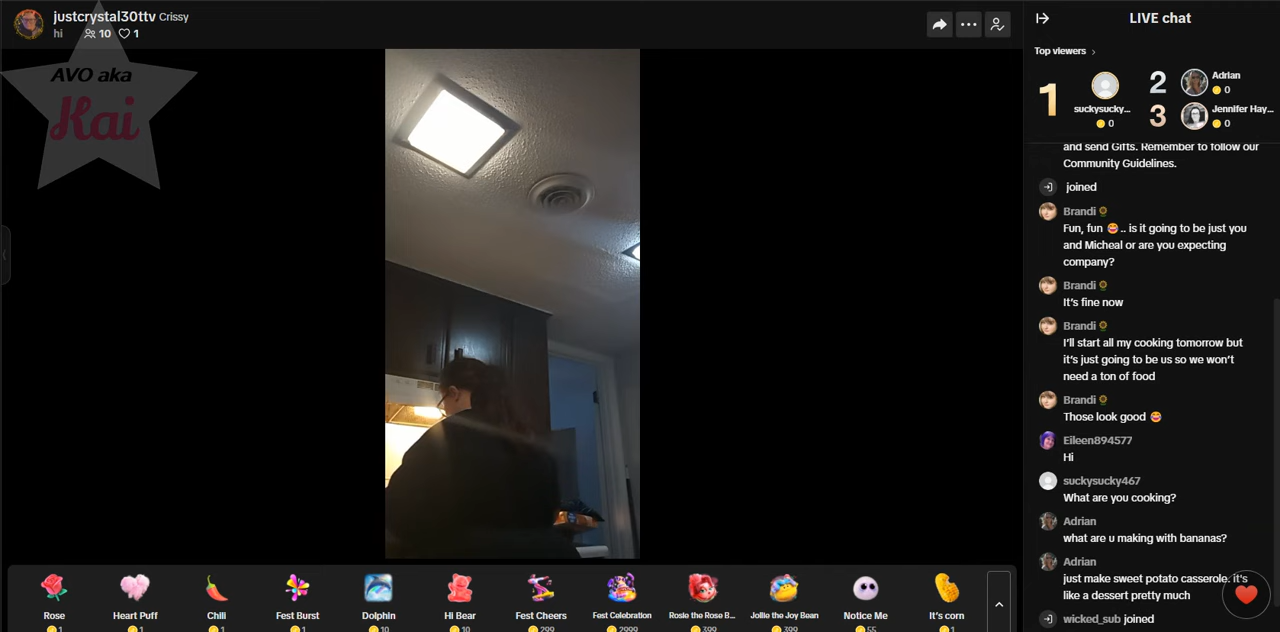 justcrystal30ttv Crissy
hi 10 1
AVO aka
Kai
LIVE chat
Top viewers
1 suckysucky... 0
2 Adrian 0
3 Jennifer Hay... 0
and send Gifts. Remember to follow our
Community Guidelines.
joined
Brandi
Fun, fun 😂 .. is it going to be just you
and Micheal or are you expecting
company?
Brandi
It's fine now
Brandi
I'll start all my cooking tomorrow but
it's just going to be us so we won't
need a ton of food
Brandi
Those look good 😂
Eileen894577
Hi
suckysucky467
What are you cooking?
Adrian
what are u making with bananas?
Adrian
just make sweet potato casserole. it's
like a dessert pretty much
wicked_sub joined
Rose Heart Puff Chili Fest Burst Dolphin Hi Bear Fest Cheers Fest Celebration Rosie the Rose B... Jollie the Joy Bean Notice Me It's corn
1 1 1 1 10 10 299 2999 399 399 55 1